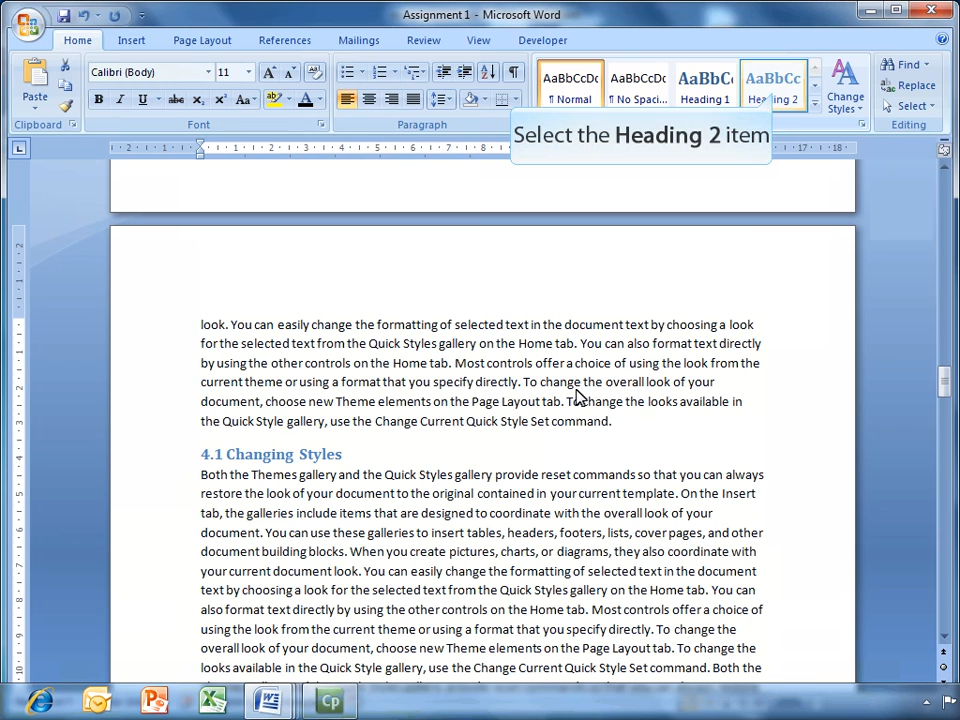 Assignment 1 - Microsoft Word
Home Insert Page Layout References Mailings Review View Developer
Paste
Calibri (Body) 11
AaBbCcDc AaBbCcDc AaBbC AaBbCc
¶ Normal ¶ No Spaci... Heading 1 Heading 2
Change Styles
Find
Replace
Select
Clipboard Font Paragraph Editing
Select the Heading 2 item
2 1 1 2 3 4 5 6 7 8 17 18
look. You can easily change the formatting of selected text in the document text by choosing a look
for the selected text from the Quick Styles gallery on the Home tab. You can also format text directly
by using the other controls on the Home tab. Most controls offer a choice of using the look from the
current theme or using a format that you specify directly. To change the overall look of your
document, choose new Theme elements on the Page Layout tab. To change the looks available in
the Quick Style gallery, use the Change Current Quick Style Set command.
4.1 Changing Styles
Both the Themes gallery and the Quick Styles gallery provide reset commands so that you can always
restore the look of your document to the original contained in your current template. On the Insert
tab, the galleries include items that are designed to coordinate with the overall look of your
document. You can use these galleries to insert tables, headers, footers, lists, cover pages, and other
document building blocks. When you create pictures, charts, or diagrams, they also coordinate with
your current document look. You can easily change the formatting of selected text in the document
text by choosing a look for the selected text from the Quick Styles gallery on the Home tab. You can
also format text directly by using the other controls on the Home tab. Most controls offer a choice of
using the look from the current theme or using a format that you specify directly. To change the
overall look of your document, choose new Theme elements on the Page Layout tab. To change the
looks available in the Quick Style gallery, use the Change Current Quick Style Set command. Both the
Cp